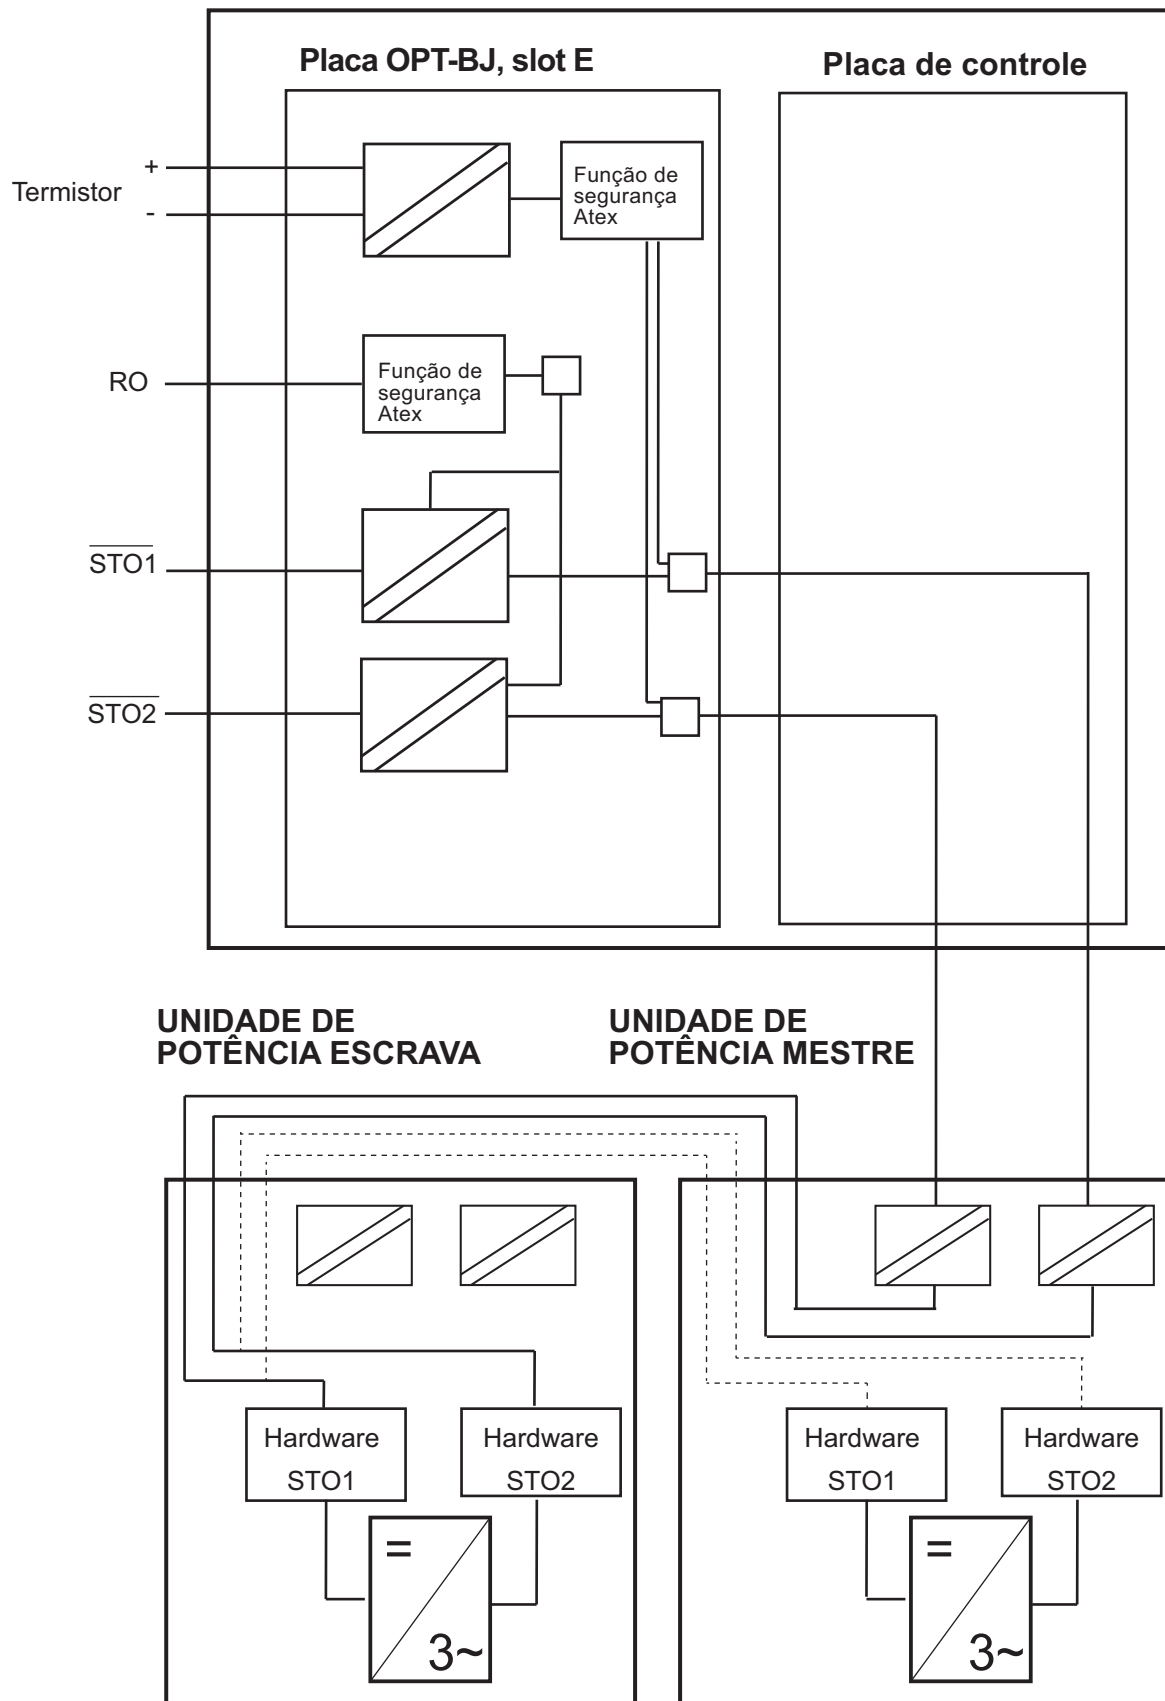 Placa OPT-BJ, slot E
Placa de controle
+
Termistor
-
Função de
segurança
Atex
RO
Função de
segurança
Atex
STO1
STO2
UNIDADE DE
POTÊNCIA ESCRAVA
UNIDADE DE
POTÊNCIA MESTRE
Hardware
STO1
Hardware
STO2
Hardware
STO1
Hardware
STO2
=
3~
=
3~